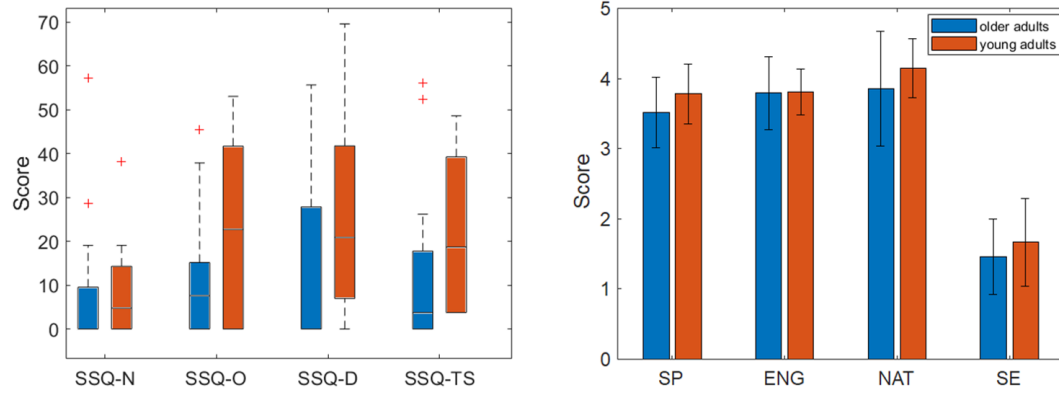 Score
70
60
50
40
30
20
10
0
SSQ-N SSQ-O SSQ-D SSQ-TS
Score
5
4
3
2
1
0
older adults
young adults
SP ENG NAT SE